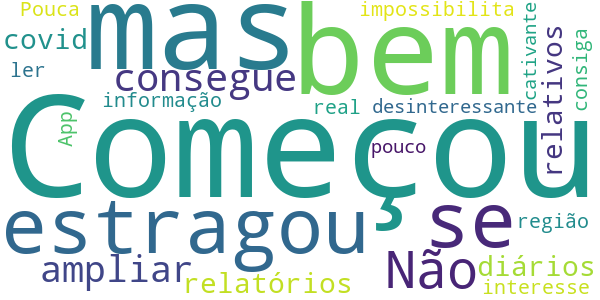 Pouca
mas
bem
impossibilita
cativante
covid
consegue
relativos
consiga
ler
informação
real
desinteressante
App
Começou
pouco
estragou
se
região
Não
ampliar
diários
relatórios
interesse